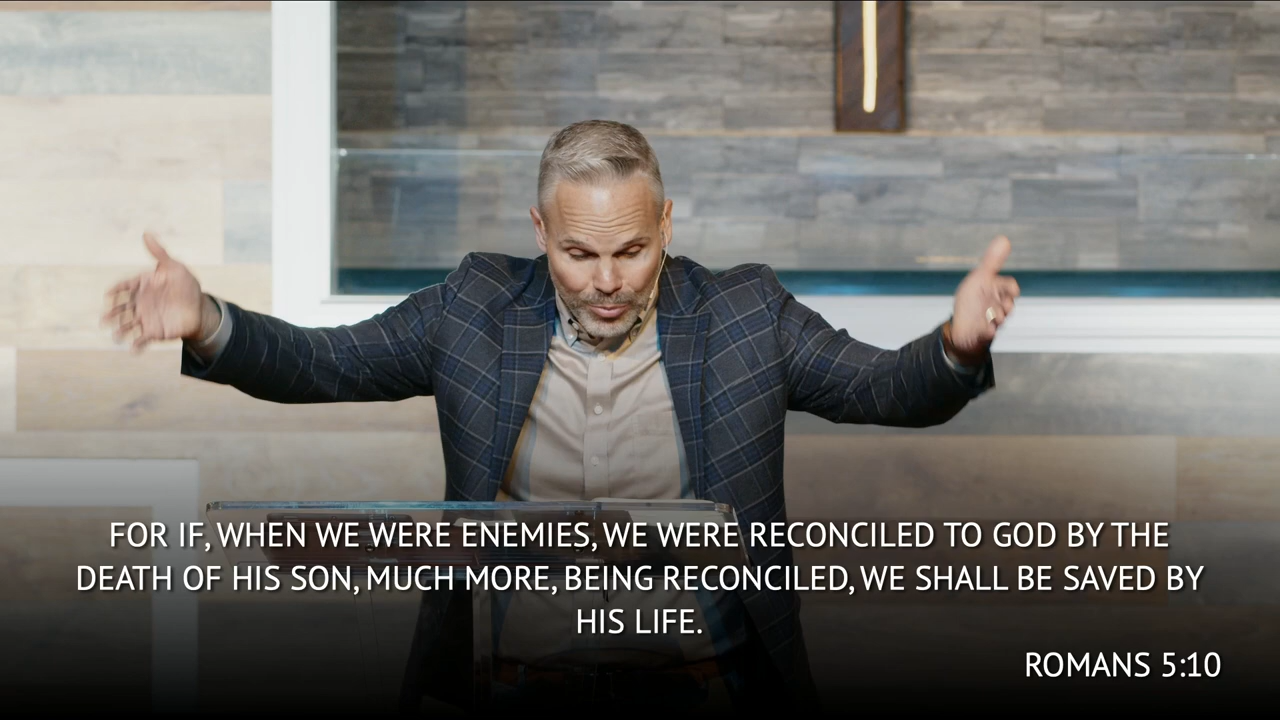 FOR IF, WHEN WE WERE ENEMIES, WE WERE RECONCILED TO GOD BY THE
DEATH OF HIS SON, MUCH MORE, BEING RECONCILED, WE SHALL BE SAVED BY
HIS LIFE.
ROMANS 5:10